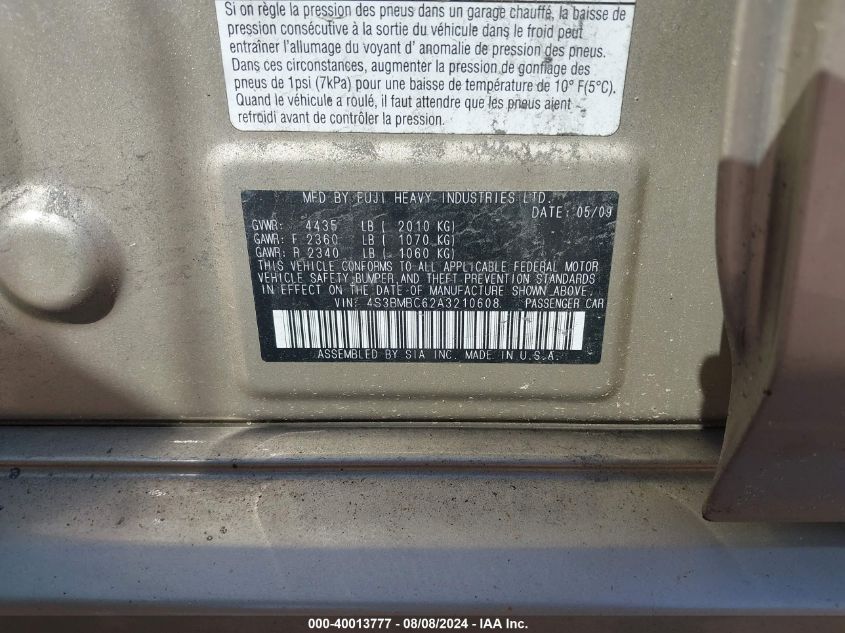 Si on règle la pression des pneus dans un garage chauffé, la baisse de
pression consécutive à la sortie du véhicule dans le froid peut
entraîner l'allumage du voyant d' anomalie de pression des pneus.
Dans ces circonstances, augmenter la pression de gonflage des
pneus de 1psi (7kPa) pour une baisse de température de 10° F(5°C).
Quand le véhicule a roulé, il faut attendre que les pneus aient
refroidi avant de contrôler la pression.
MFD BY FUJI HEAVY INDUSTRIES LTD.
DATE: 05/09
GVWR: 4435 LB ( 2010 KG)
GAWR: F 2360 LB ( 1070 KG)
GAWR: R 2340 LB ( 1060 KG)
THIS VEHICLE CONFORMS TO ALL APPLICABLE FEDERAL MOTOR
VEHICLE SAFETY,BUMPER,AND THEFT PREVENTION STANDARDS
IN EFFECT ON THE DATE OF MANUFACTURE SHOWN ABOVE.
VIN: 4S3BMBC62A3210608. PASSENGER CAR
ASSEMBLED BY SIA INC. MADE IN U.S.A.
000-40013777 - 08/08/2024 - IAA Inc.